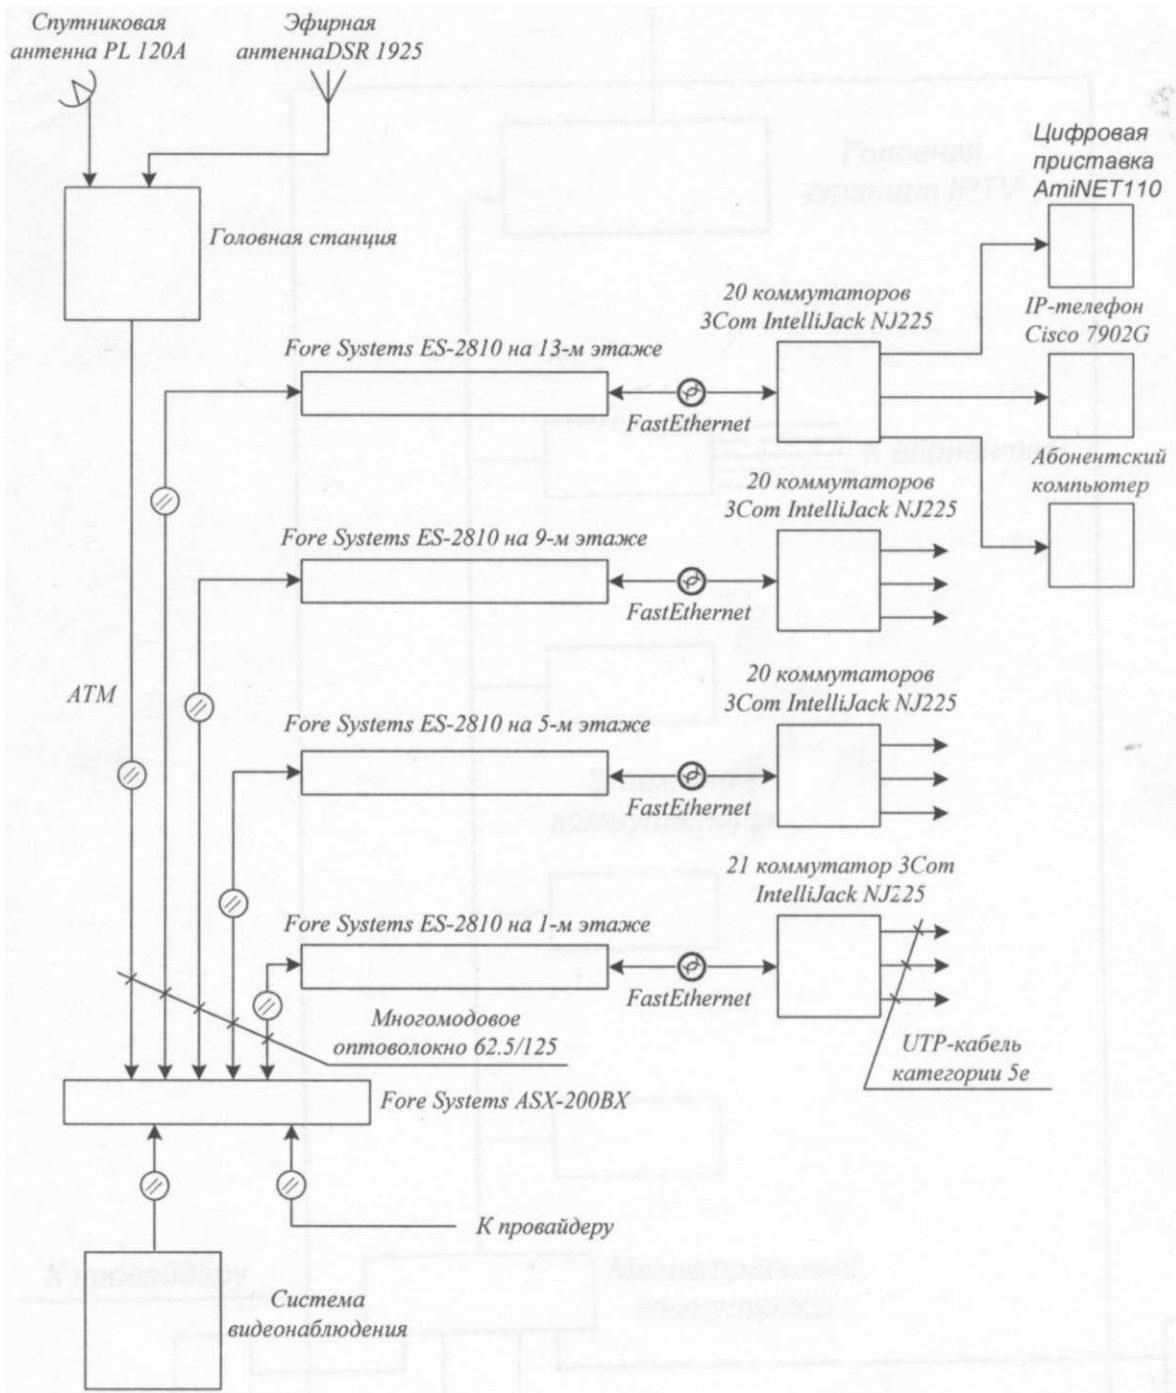 Спутниковая
антенна PL 120A
Эфирная
антеннаDSR 1925
Цифровая
приставка
AmiNET110
Головная станция
20 коммутаторов
3Com IntelliJack NJ225
IP-телефон
Cisco 7902G
Fore Systems ES-2810 на 13-м этаже
FastEthernet
Абонентский
компьютер
20 коммутаторов
3Com IntelliJack NJ225
Fore Systems ES-2810 на 9-м этаже
FastEthernet
ATM
20 коммутаторов
3Com IntelliJack NJ225
Fore Systems ES-2810 на 5-м этаже
FastEthernet
21 коммутатор 3Com
IntelliJack NJ225
Fore Systems ES-2810 на 1-м этаже
FastEthernet
Многомодовое
оптоволокно 62.5/125
UTP-кабель
категории 5e
Fore Systems ASX-200BX
К провайдеру
Система
видеонаблюдения
Головная
IPTV
К провайдеру